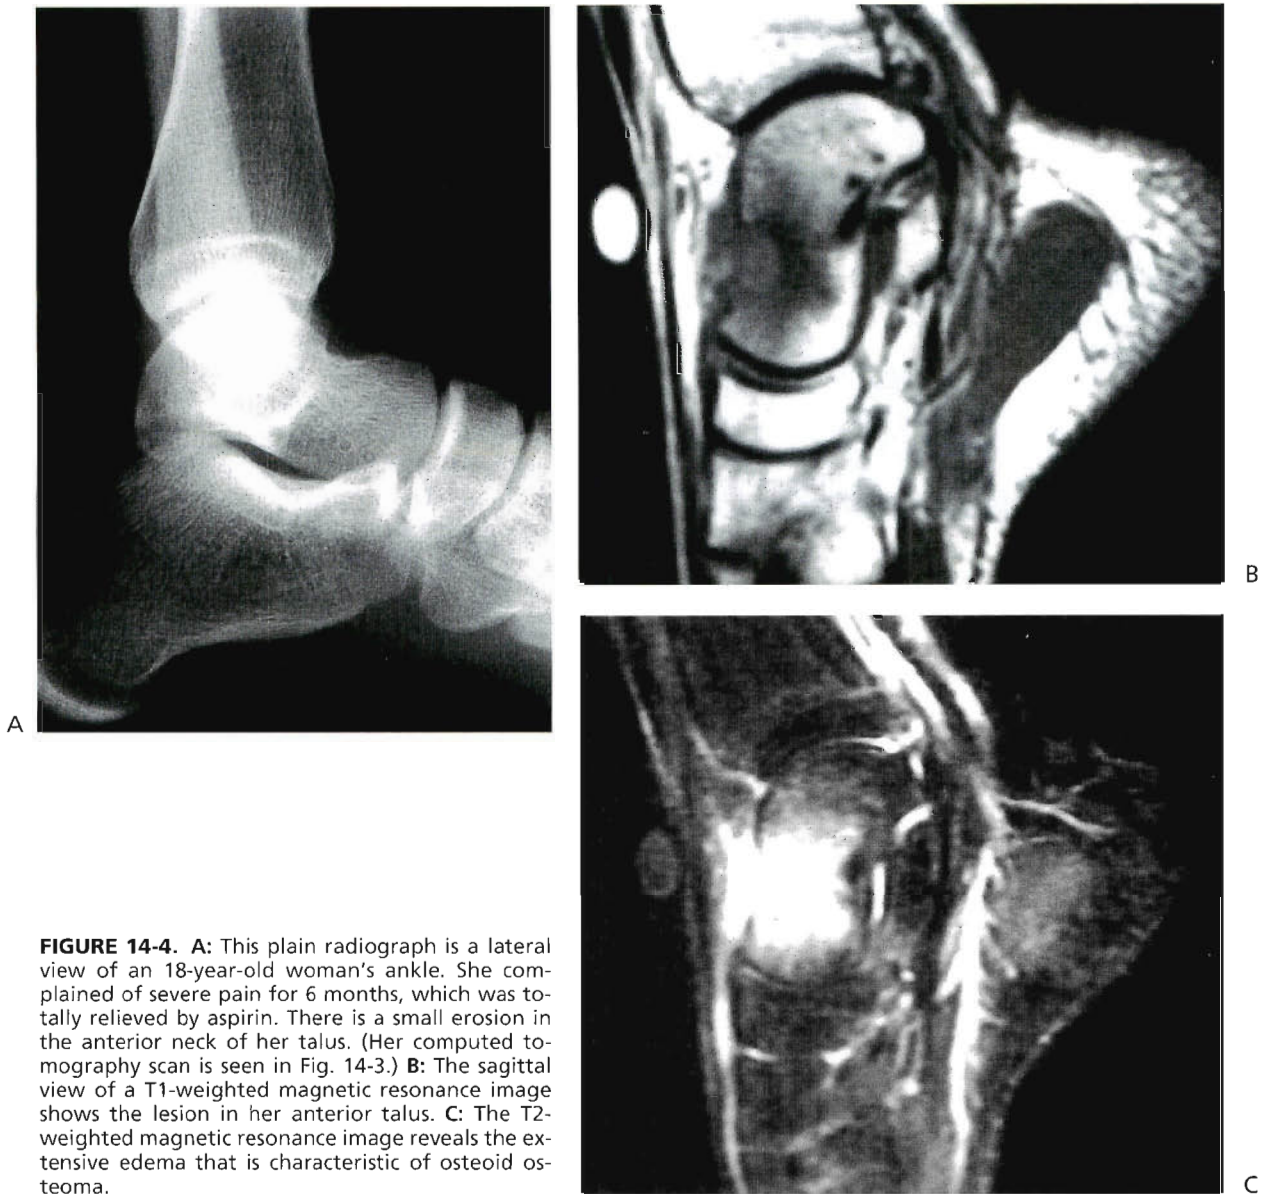 A
B
FIGURE 14-4. A: This plain radiograph is a lateral
view of an 18-year-old woman's ankle. She com-
plained of severe pain for 6 months, which was to-
tally relieved by aspirin. There is a small erosion in
the anterior neck of her talus. (Her computed to-
mography scan is seen in Fig. 14-3.) B: The sagittal
view of a T1-weighted magnetic resonance image
shows the lesion in her anterior talus. C: The T2-
weighted magnetic resonance image reveals the ex-
tensive edema that is characteristic of osteoid os-
teoma.
C